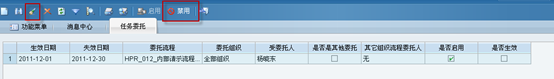 启用 禁用
功能菜单 消息中心 任务委托
生效日期 失效日期 委托流程 委托组织 受委托人 是否是其他委托 其它组织流程委托人 是否启用 是否生效
1 2011-12-01 2011-12-30 HPR_012_内部请示流程... 全部组织 杨晓东 无